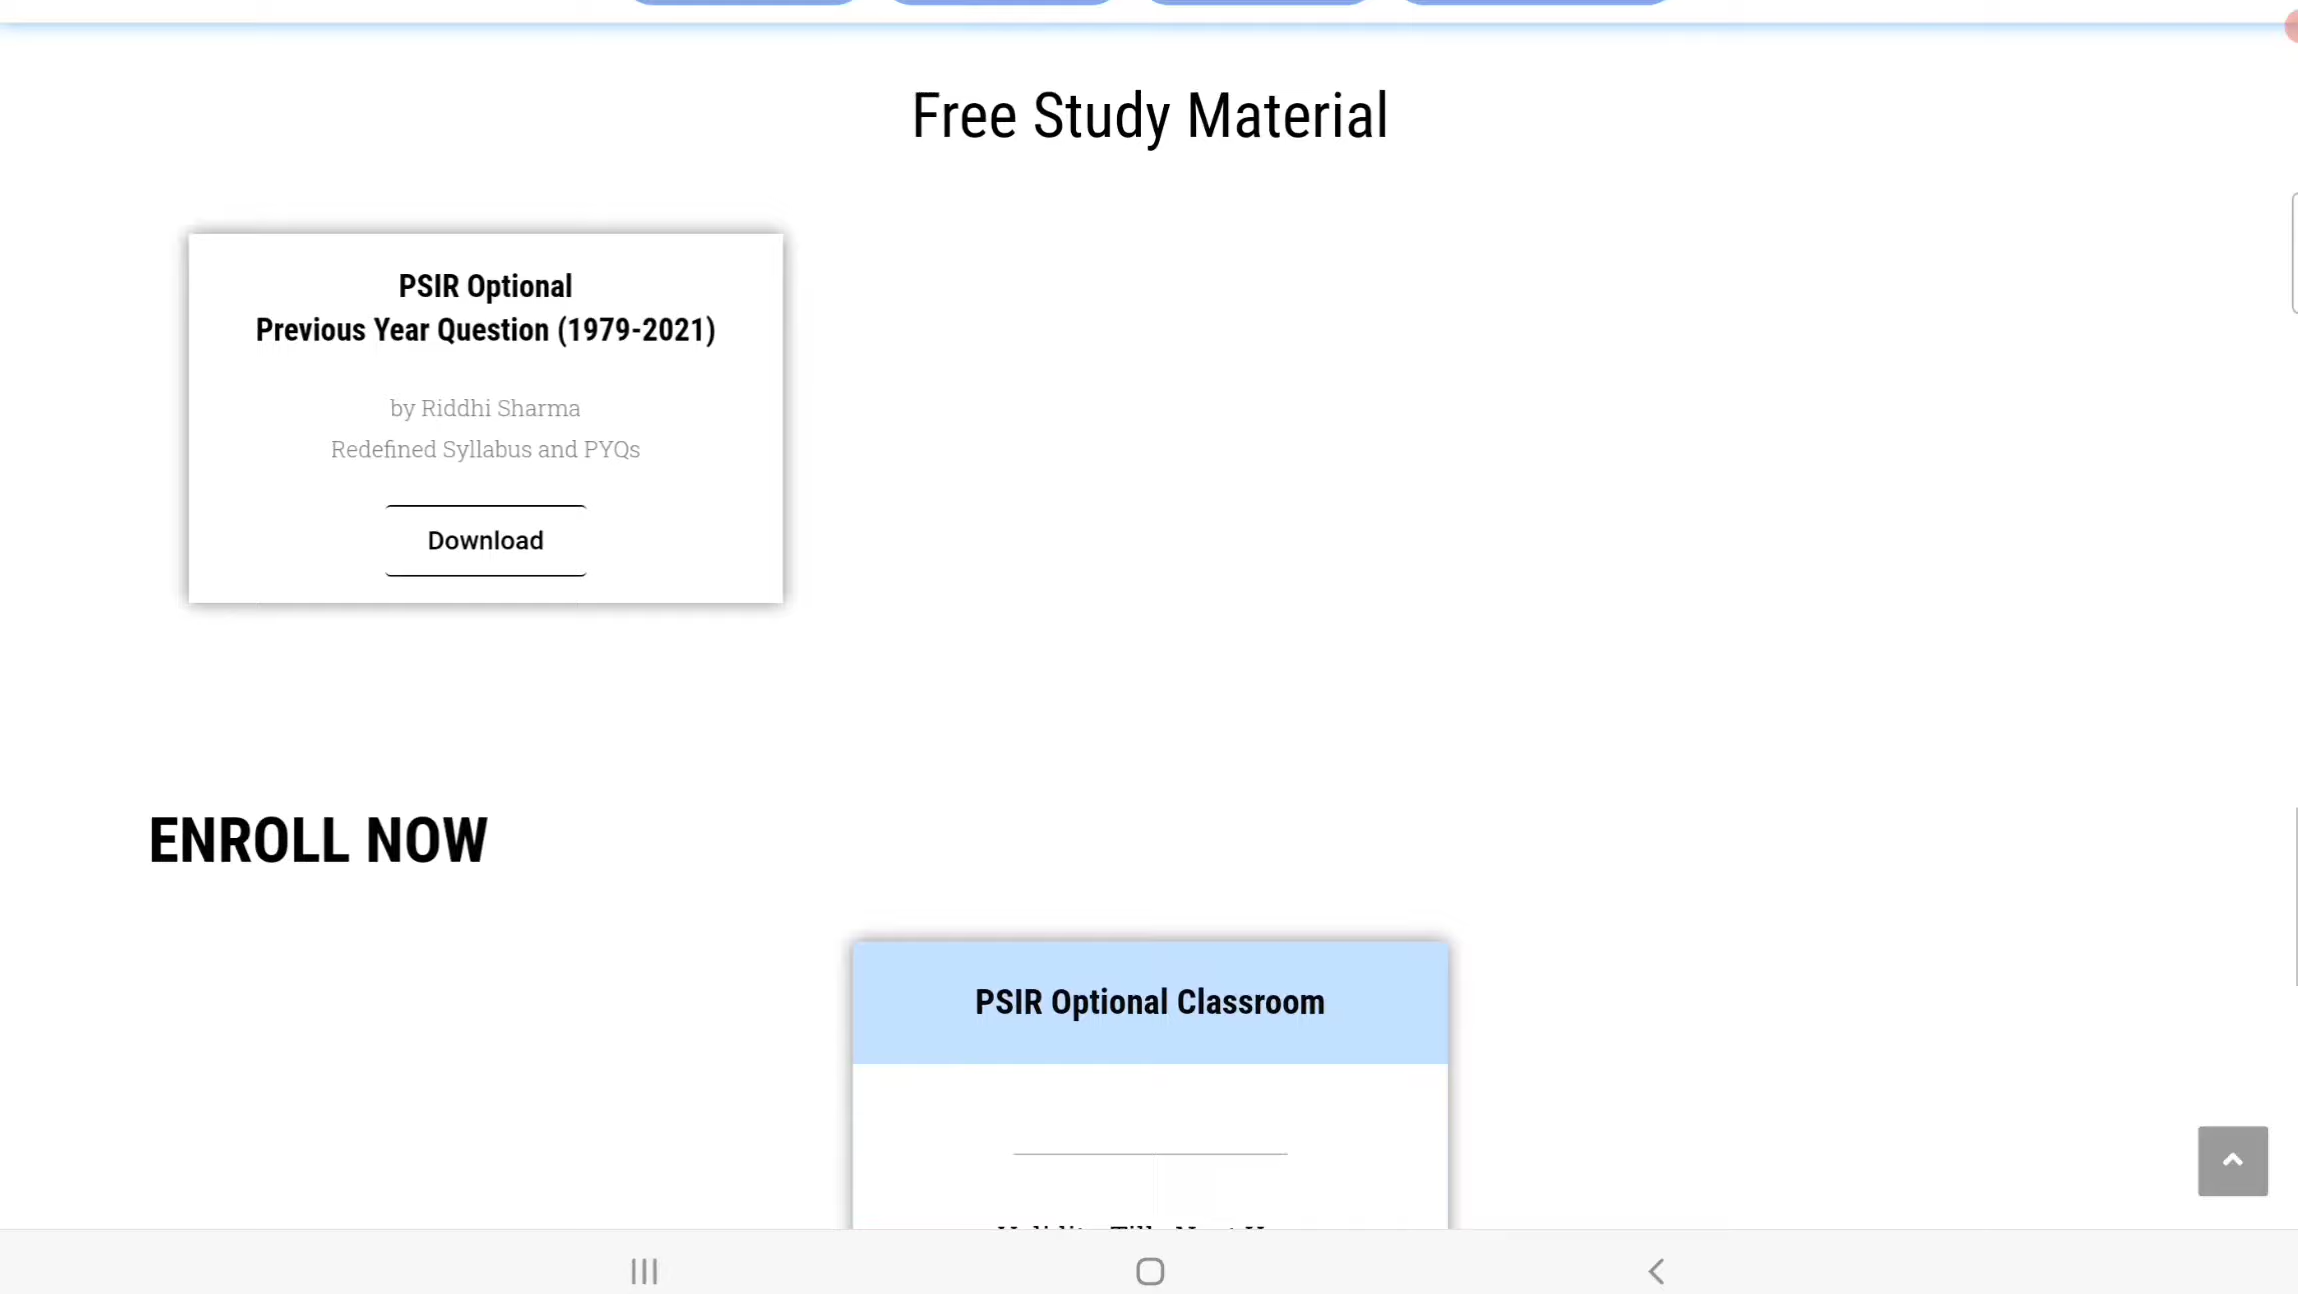 Free Study Material
PSIR Optional
Previous Year Question (1979-2021)
by Riddhi Sharma
Redefined Syllabus and PYQs
Download
ENROLL NOW
PSIR Optional Classroom